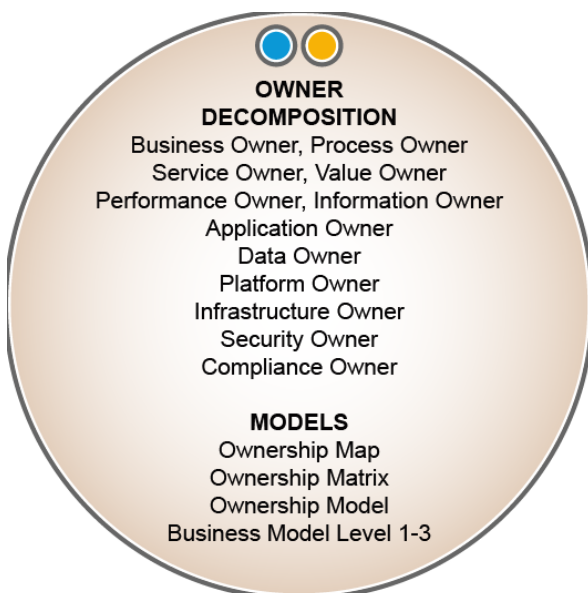 OWNER
DECOMPOSITION
Business Owner, Process Owner
Service Owner, Value Owner
Performance Owner, Information Owner
Application Owner
Data Owner
Platform Owner
Infrastructure Owner
Security Owner
Compliance Owner
MODELS
Ownership Map
Ownership Matrix
Ownership Model
Business Model Level 1-3